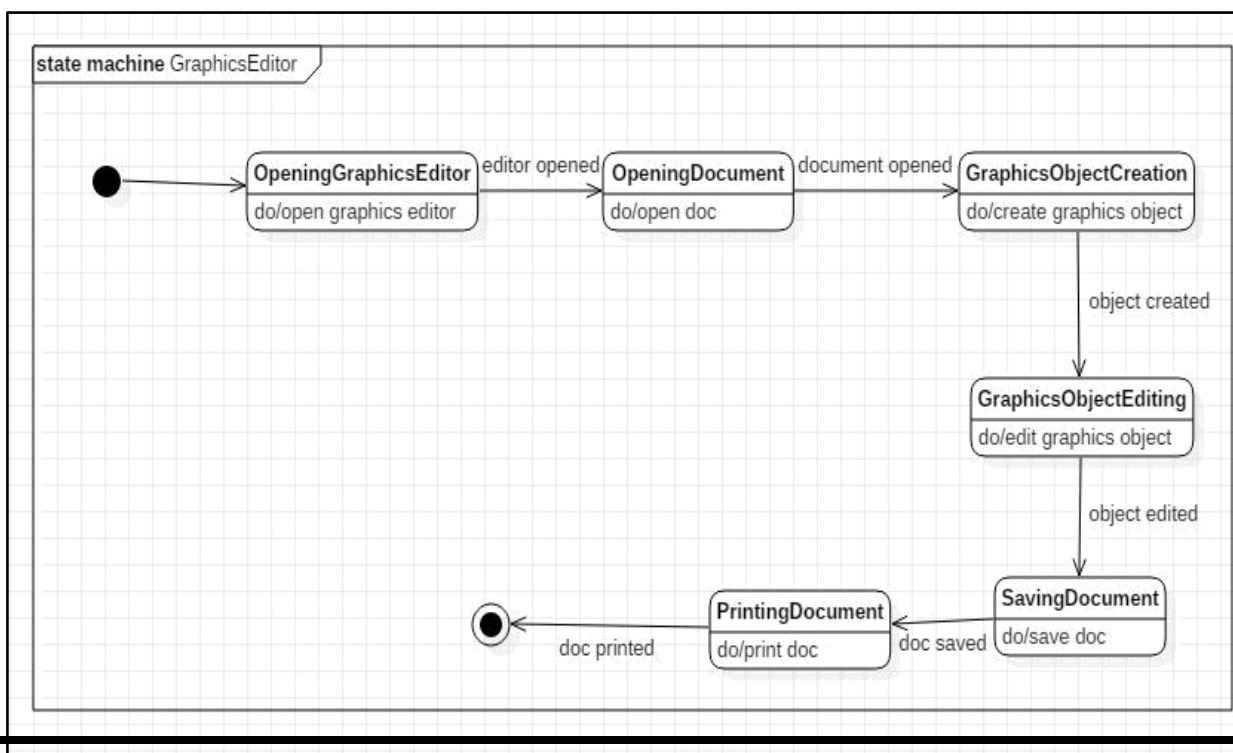 state machine GraphicsEditor
OpeningGraphicsEditor
do/open graphics editor
editor opened
OpeningDocument
do/open doc
document opened
GraphicsObjectCreation
do/create graphics object
object created
GraphicsObjectEditing
do/edit graphics object
object edited
SavingDocument
do/save doc
doc saved
PrintingDocument
do/print doc
doc printed